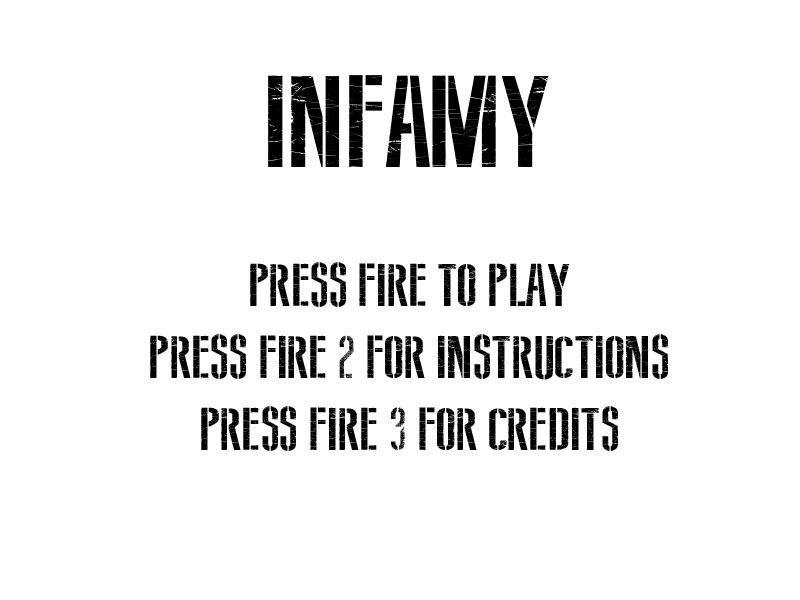 INFAMY
PRESS FIRE TO PLAY
PRESS FIRE 2 FOR INSTRUCTIONS
PRESS FIRE 3 FOR CREDITS